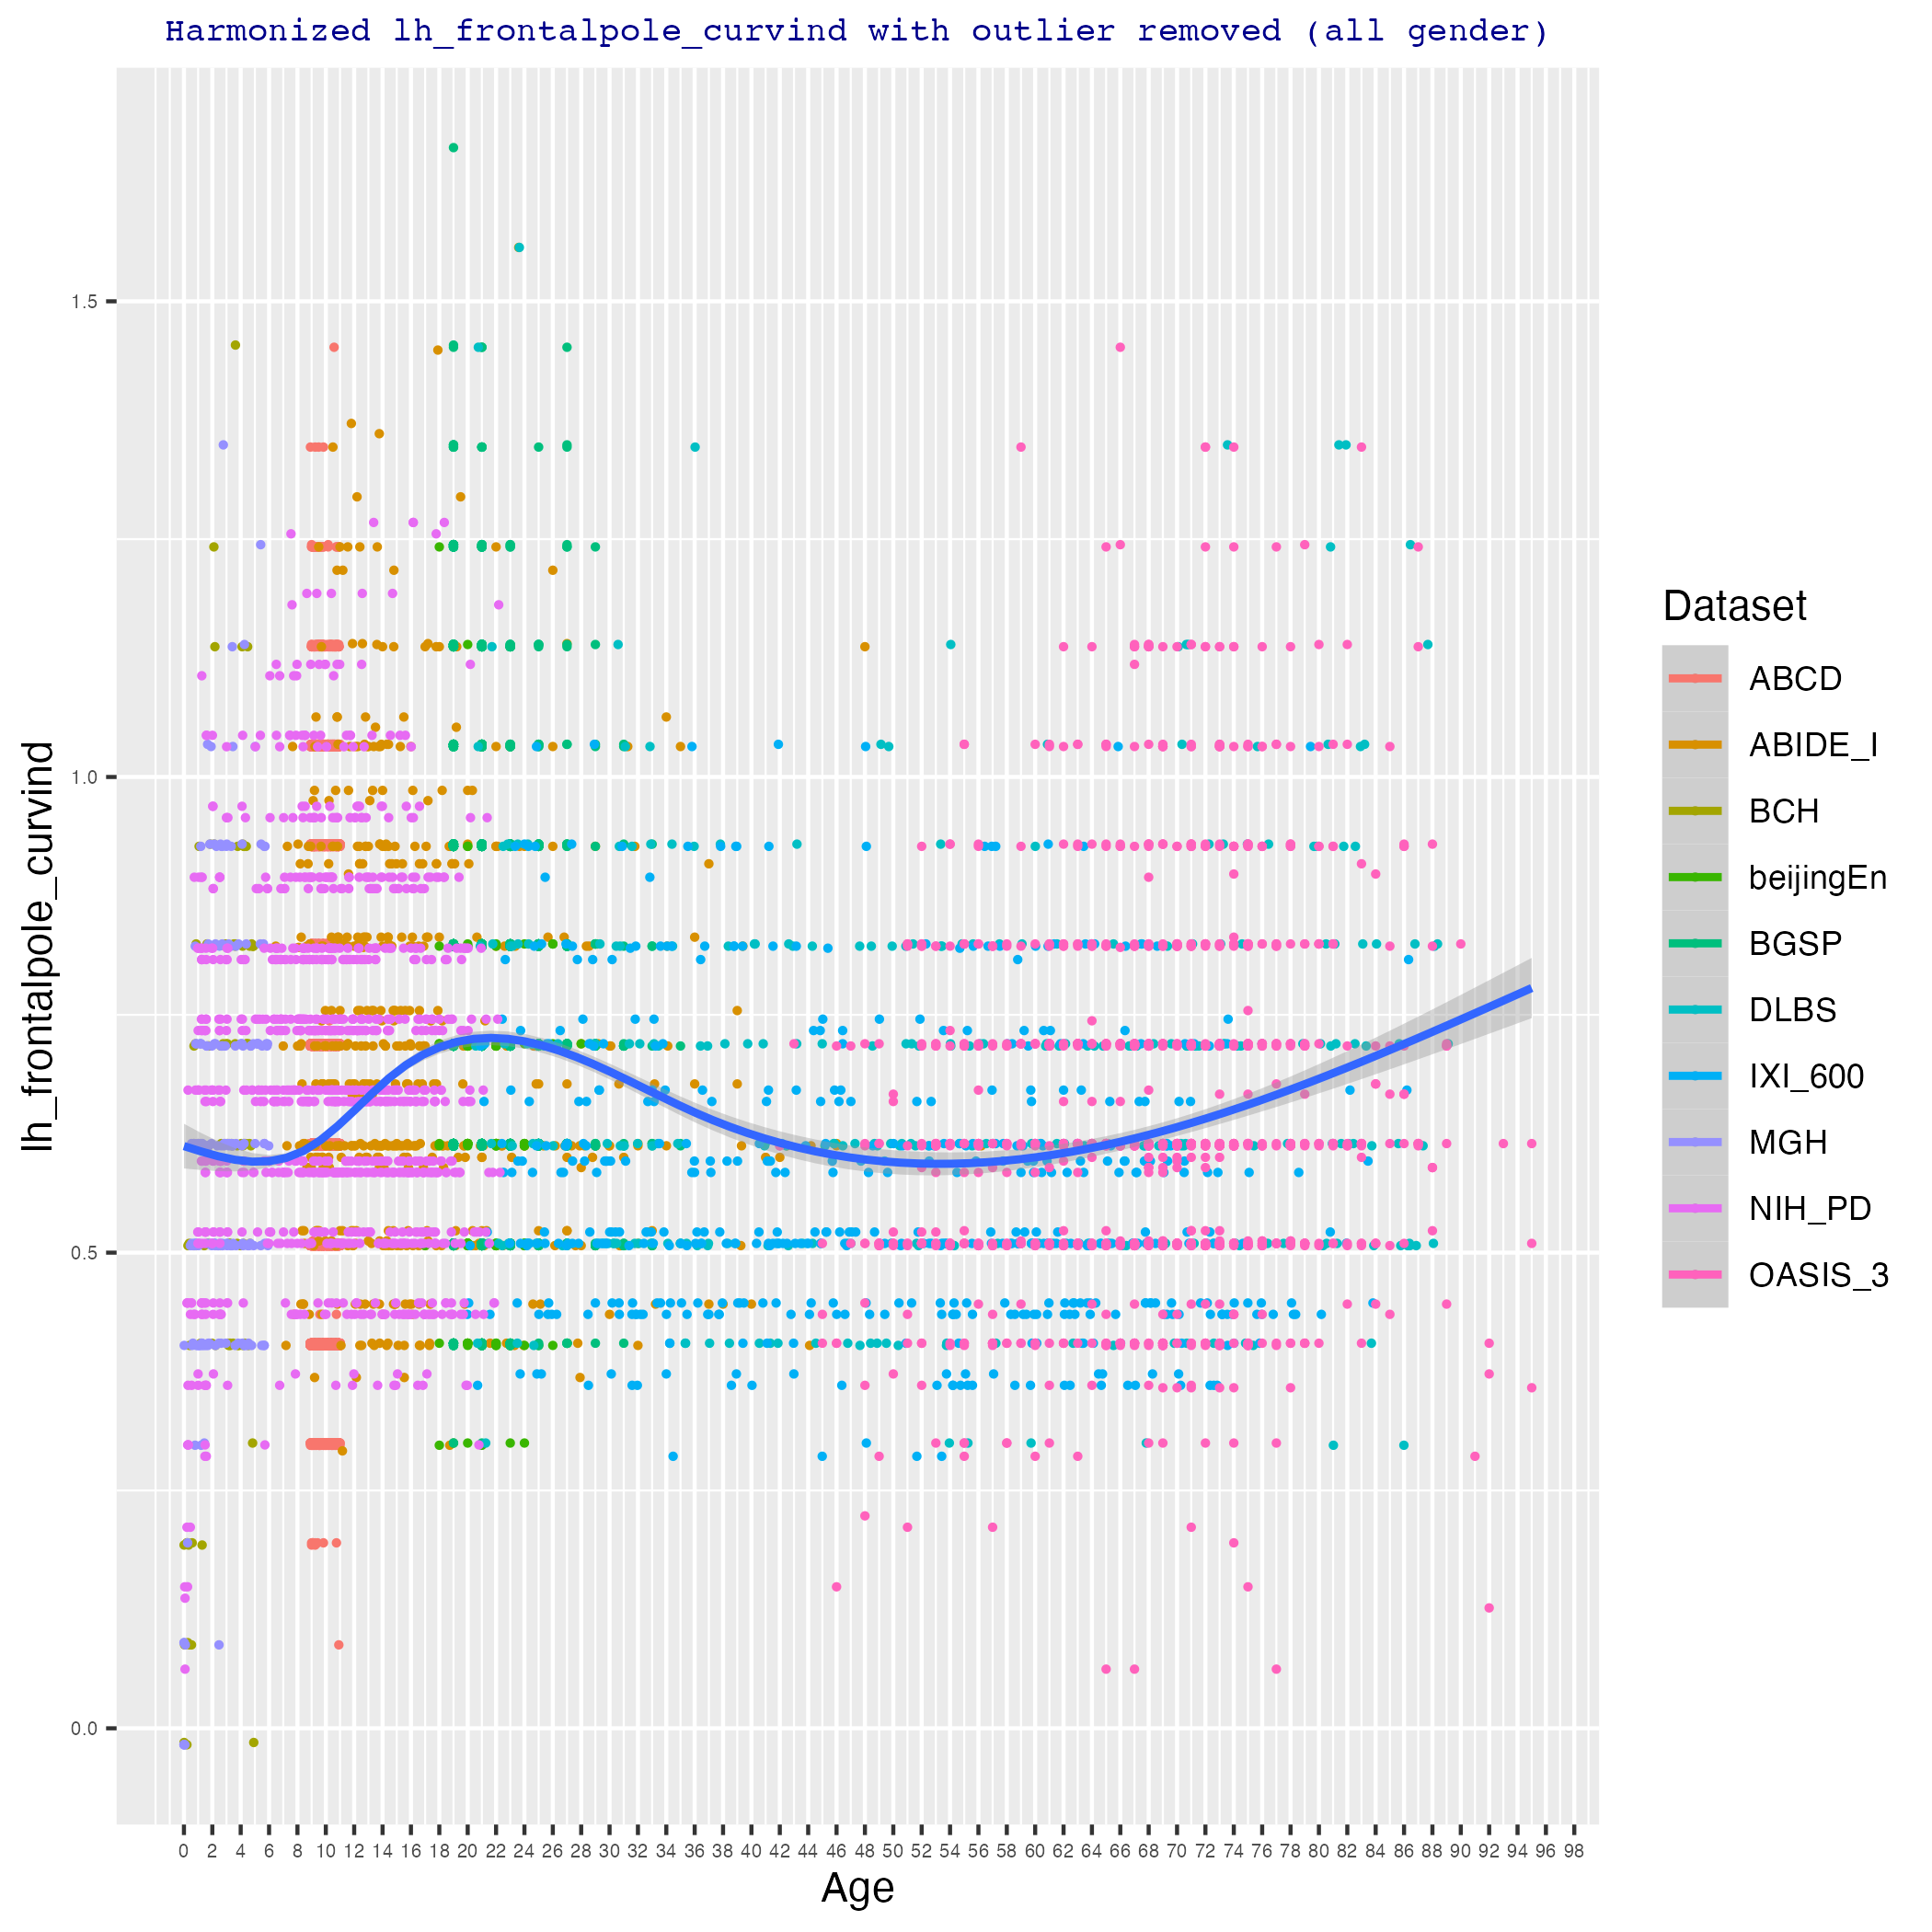 Harmonized lh_frontalpole_curvind with outlier removed (all gender)
lh_frontalpole_curvind
1.5
1.0
0.5
0.0
0 2 4 6 8 10 12 14 16 18 20 22 24 26 28 30 32 34 36 38 40 42 44 46 48 50 52 54 56 58 60 62 64 66 68 70 72 74 76 78 80 82 84 86 88 90 92 94 96 98
Age
Dataset
ABCD
ABIDE_I
BCH
beijingEn
BGSP
DLBS
IXI_600
MGH
NIH_PD
OASIS_3